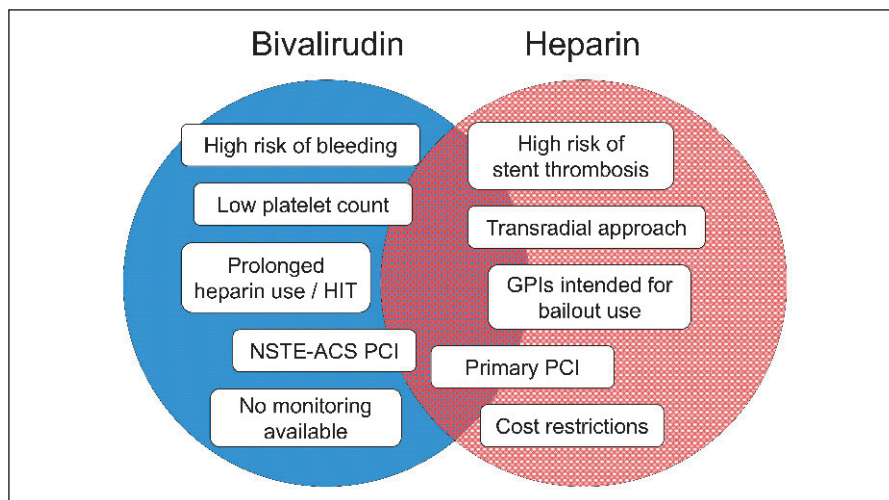 Bivalirudin
Heparin
High risk of bleeding
Low platelet count
Prolonged
heparin use / HIT
NSTE-ACS PCI
No monitoring
available
High risk of
stent thrombosis
Transradial approach
GPIs intended for
bailout use
Primary PCI
Cost restrictions